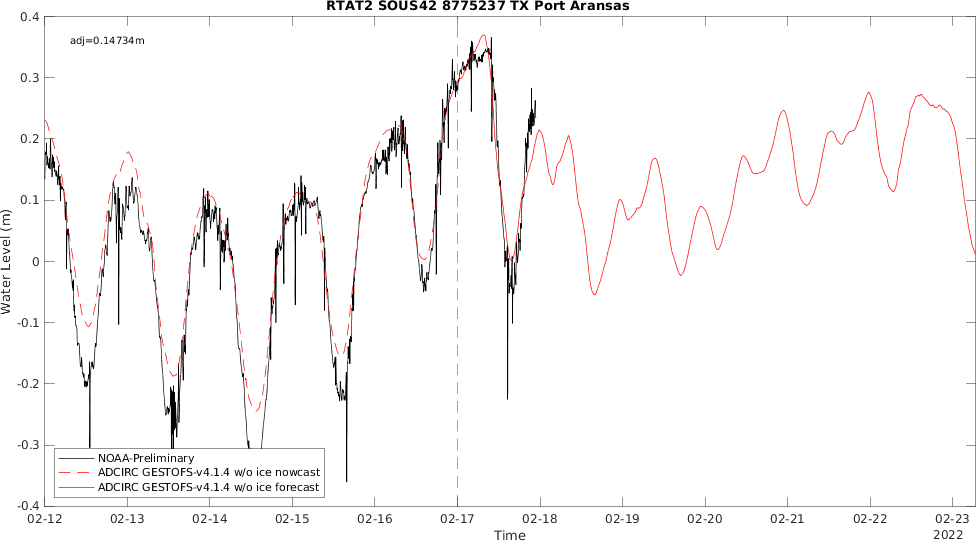 RTAT2 SOUS42 8775237 TX Port Aransas
adj=0.14734m
0.4
0.3
0.2
0.1
0
-0.1
-0.2
-0.3
-0.4
Water Level (m)
NOAA-Preliminary
ADCIRC GESTOFS-v4.1.4 w/o ice nowcast
ADCIRC GESTOFS-v4.1.4 w/o ice forecast
02-12 02-13 02-14 02-15 02-16 02-17 02-18 02-19 02-20 02-21 02-22 02-23
Time
2022